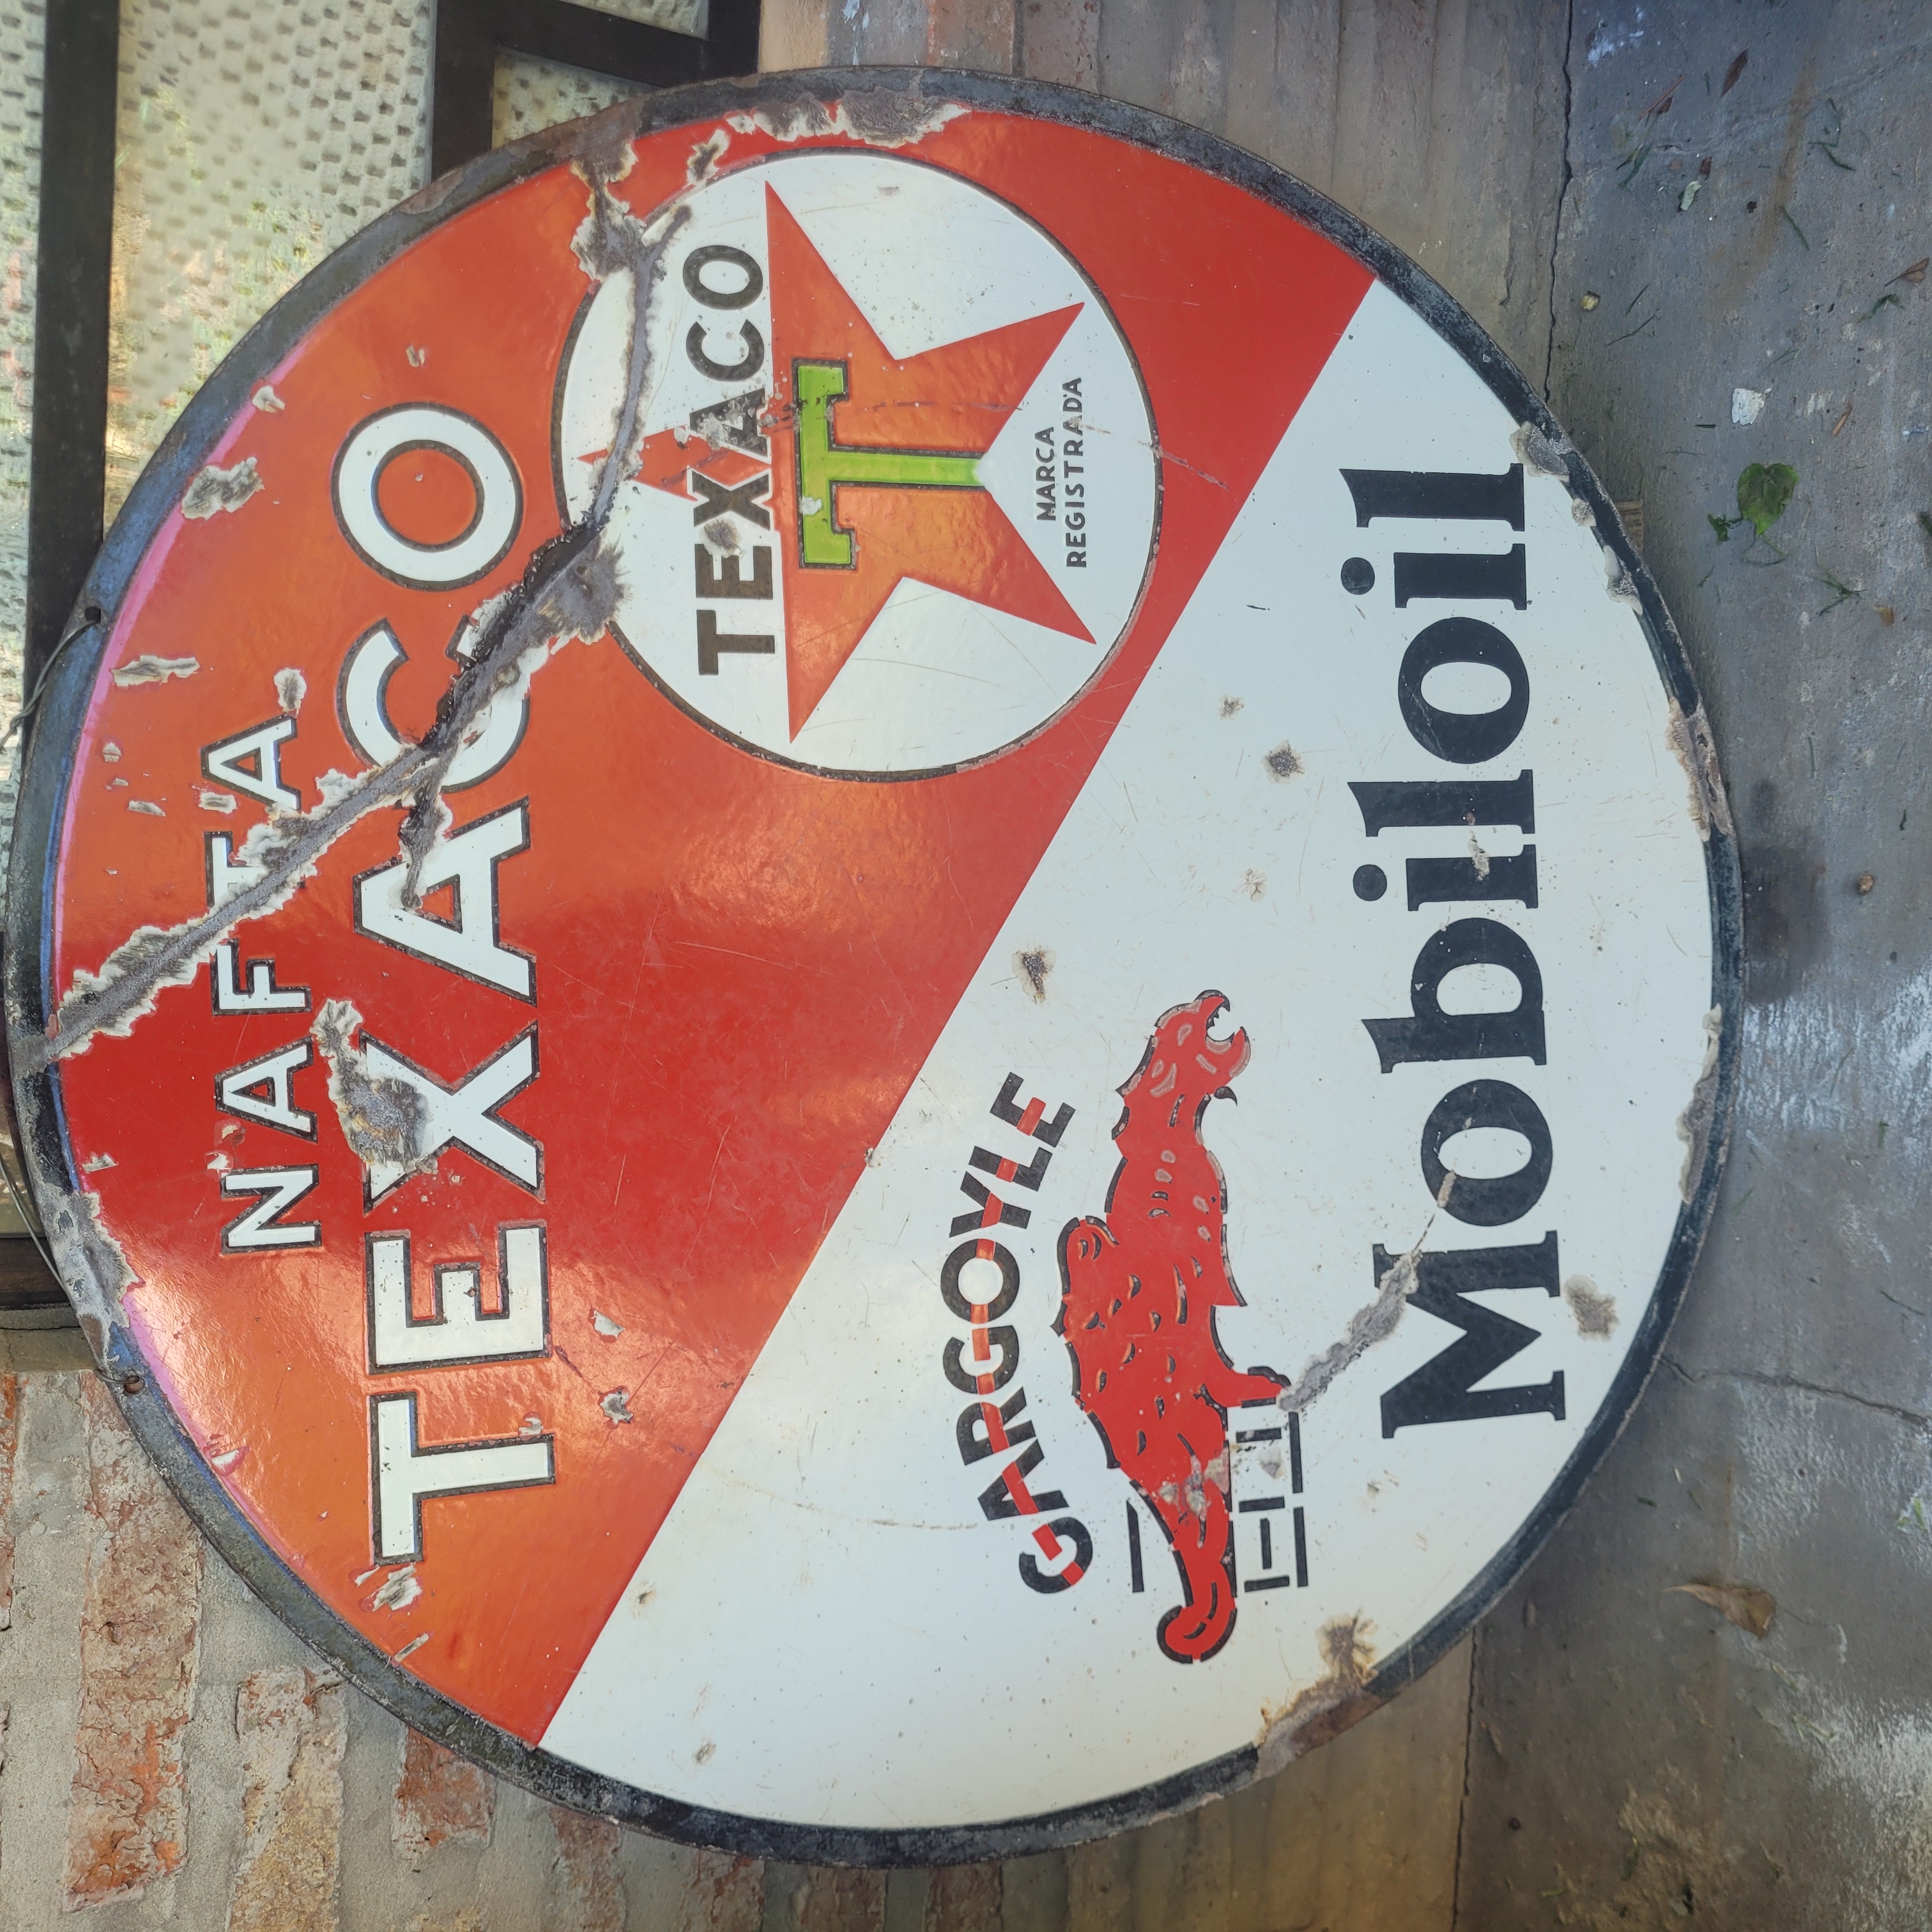 NAFTA
TEXACO
TEXACO
T
MARCA
REGISTRADA
GARGOYLE
Mobiloil